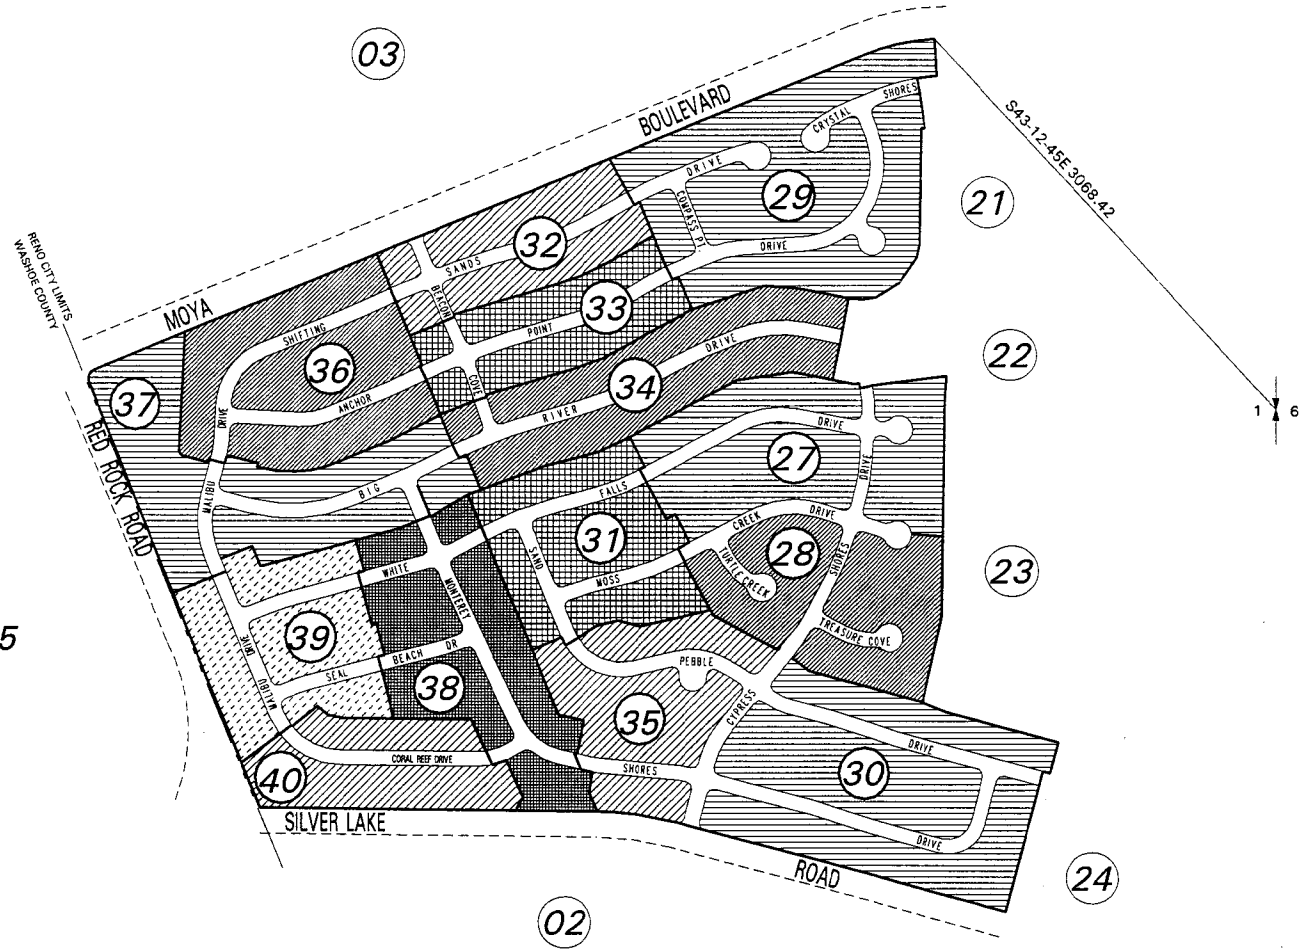 03
BOULEVARD
CRYSTAL SHORES
S43-12-45E 3068.42
DRIVE
29
COMPASS PT.
21
RENO CITY LIMITS
WASHOE COUNTY
32
SANDS
DRIVE
BEACON
33
MOYA
SHIFTING
POINT
22
36
DRIVE
34
1 6
37
ANCHOR
COVE
RIVER
DRIVE
DRIVE
RED ROCK ROAD
27
DRIVE
MALIBU
BIG
FALLS
CREEK
DRIVE
31
28
SAND
WHITE
MOSS
TURTLE CREEK
SHORES
23
MONTEREY
5
39
DRIVE
BEACH DR
TREASURE COVE
SEAL
PEBBLE
38
MALIBU
35
CYPRESS
DRIVE
CORAL REEF DRIVE
40
SHORES
30
SILVER LAKE
DRIVE
ROAD
24
02